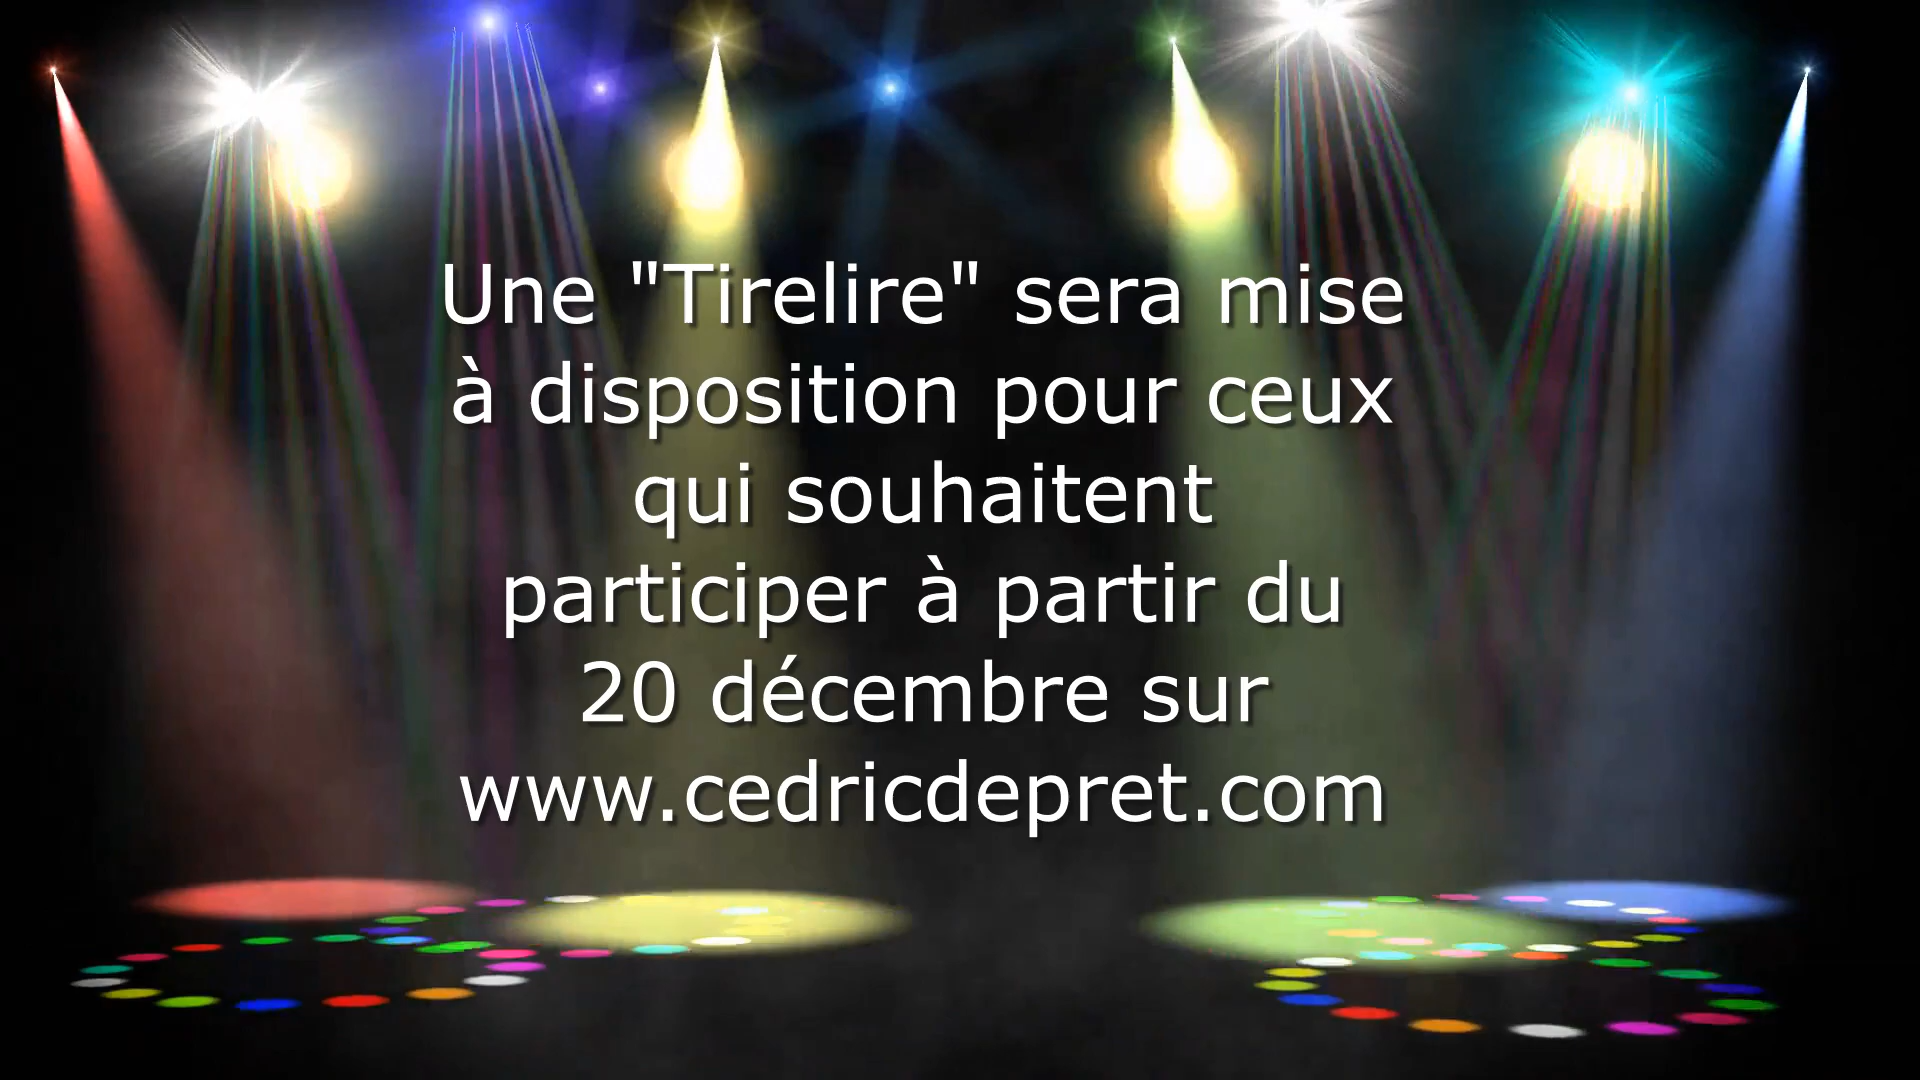 Une "Tirelire" sera mise
à disposition pour ceux
qui souhaitent
participer à partir du
20 décembre sur
www.cedricdepret.com